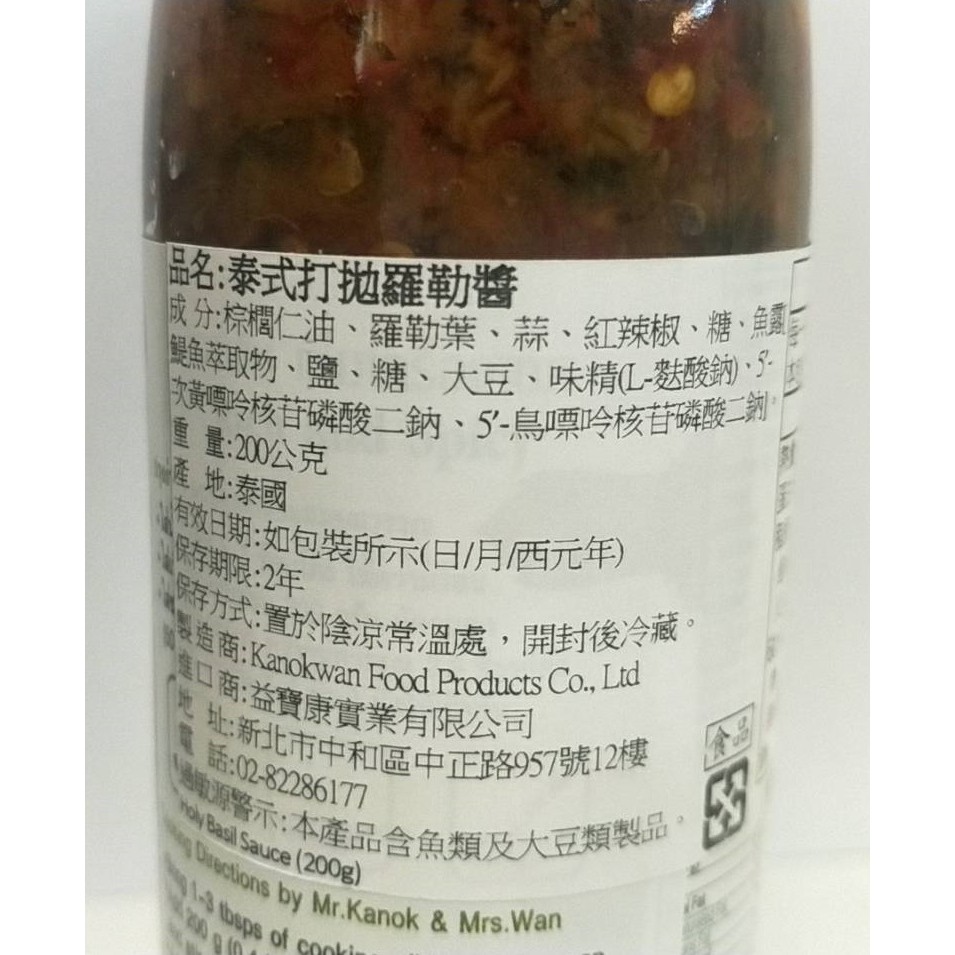 品名:泰式打拋羅勒醬
成 分:棕櫚仁油、羅勒葉、蒜、紅辣椒、糖、魚露
鯷魚萃取物、鹽、糖、大豆、味精(L-麩酸鈉)、5'-
次黃嘌呤核苷磷酸二鈉、5'-鳥嘌呤核苷磷酸二鈉。
重 量:200公克
產 地:泰國
有效日期:如包裝所示(日/月/西元年)
保存期限:2年
保存方式:置於陰涼常溫處，開封後冷藏。
製造商:Kanokwan Food Products Co., Ltd
進口商:益寶康實業有限公司
地 址:新北市中和區中正路957號12樓
電 話:02-82286177
過敏源警示:本產品含魚類及大豆類製品。
食品
Holy Basil Sauce (200g)
Directions by Mr.Kanok & Mrs.Wan
1-3 tbsps of
200 g